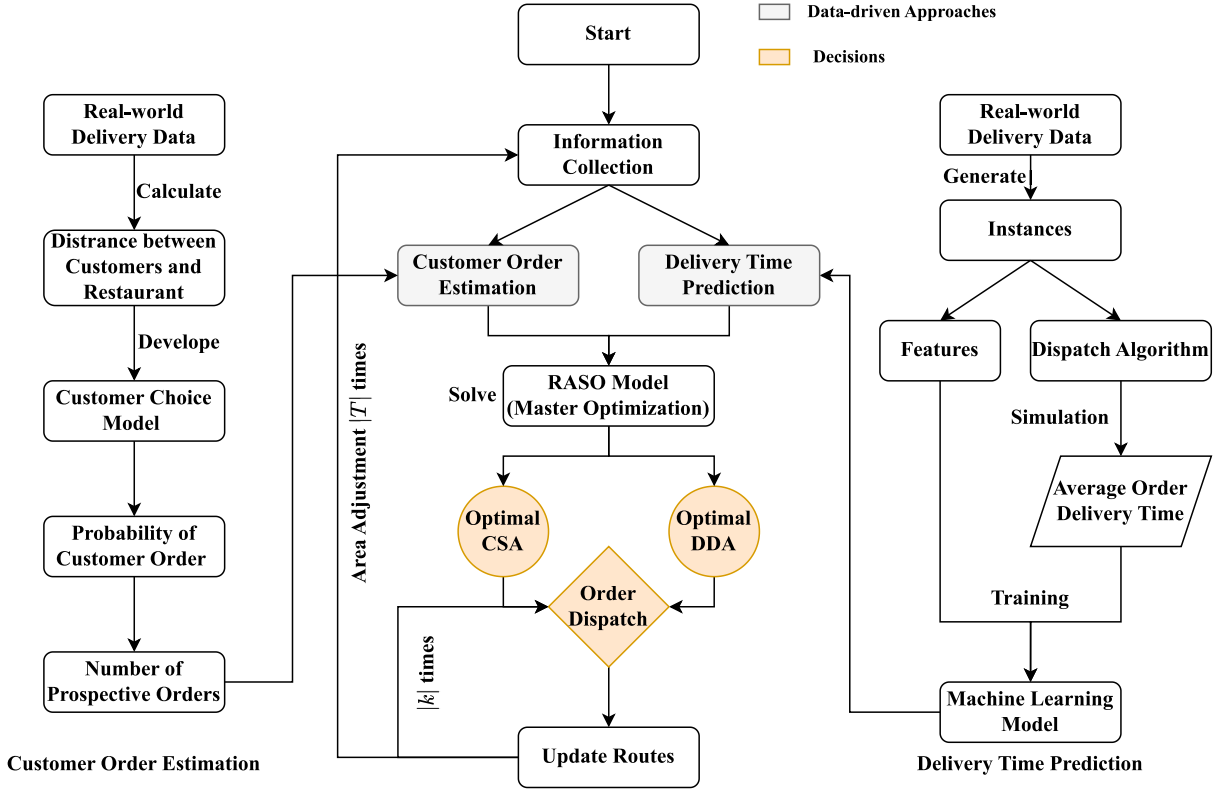 Start
Data-driven Approaches
Decisions
Real-world
Delivery Data
Calculate
Distrance between
Customers and
Restaurant
Develope
Customer Choice
Model
Probability of
Customer Order
Number of
Prospective Orders
Customer Order Estimation
Information
Collection
Customer Order
Estimation
Delivery Time
Prediction
Area Adjustment |T| times
Solve
RASO Model
(Master Optimization)
Optimal
CSA
Optimal
DDA
Order
Dispatch
|k| times
Update Routes
Real-world
Delivery Data
Generate
Instances
Features
Dispatch Algorithm
Simulation
Average Order
Delivery Time
Training
Machine Learning
Model
Delivery Time Prediction